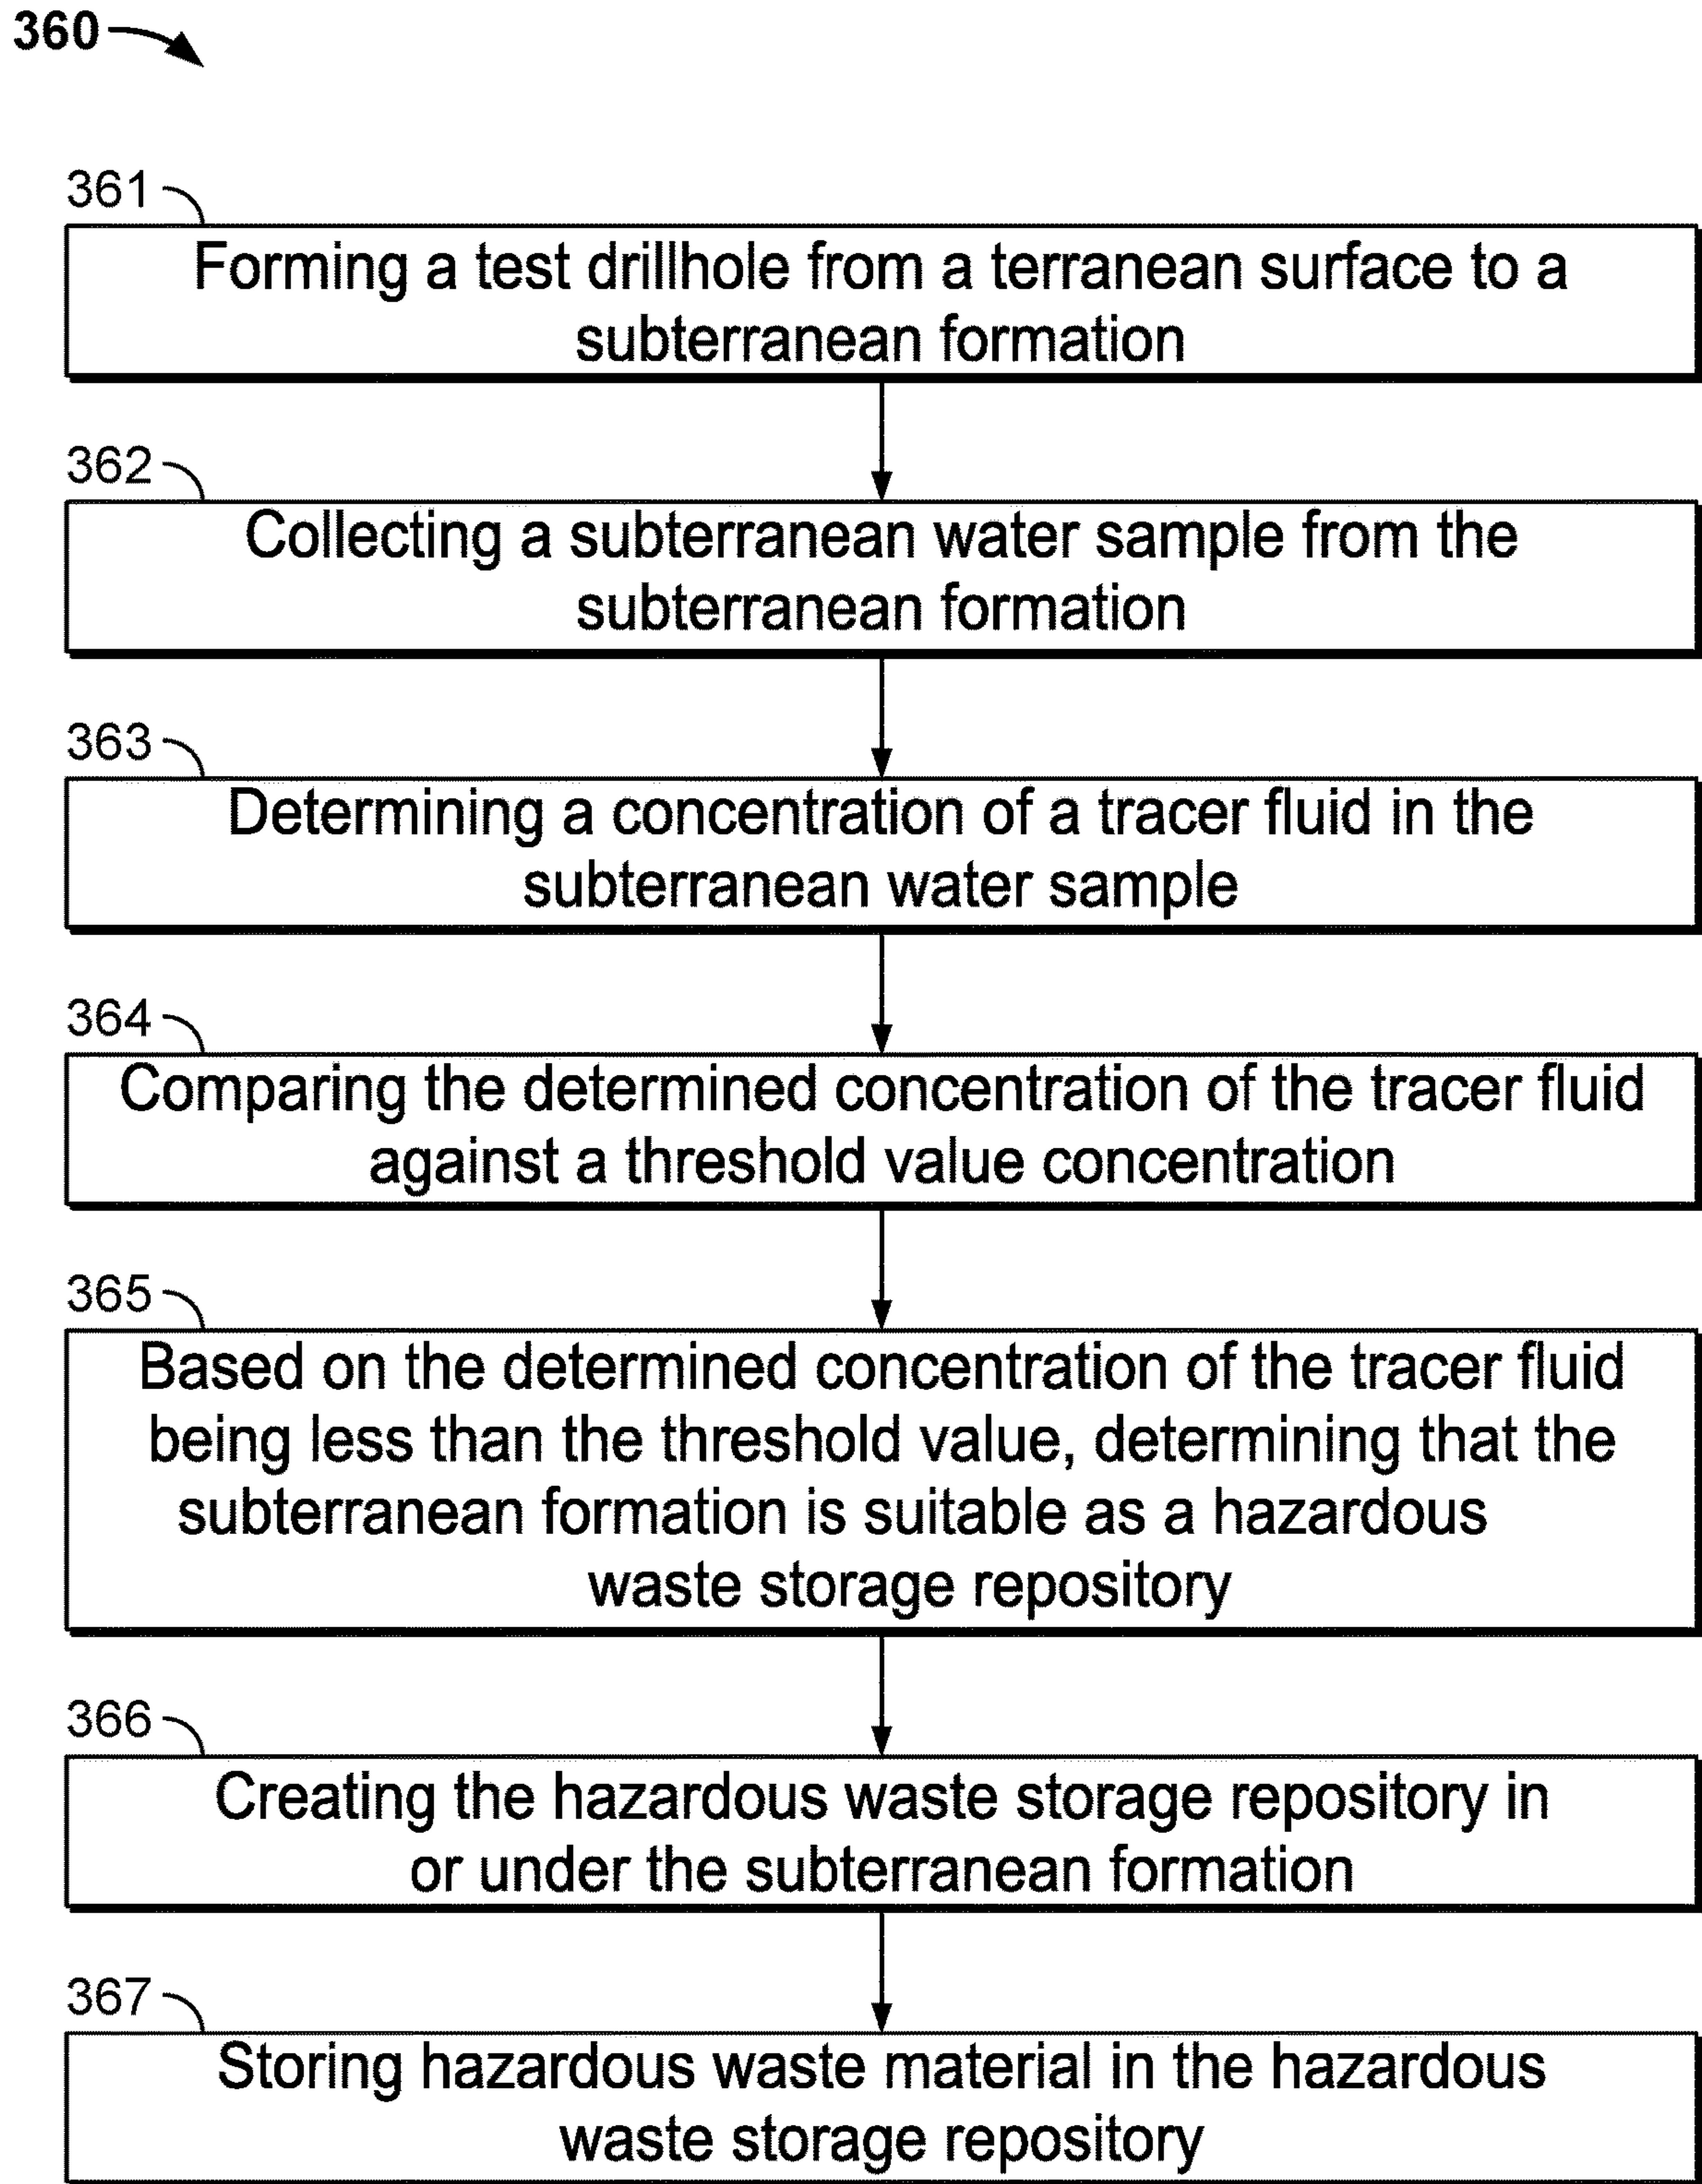 360
361
Forming a test drillhole from a terranean surface to a
subterranean formation
362
Collecting a subterranean water sample from the
subterranean formation
363
Determining a concentration of a tracer fluid in the
subterranean water sample
364
Comparing the determined concentration of the tracer fluid
against a threshold value concentration
365
Based on the determined concentration of the tracer fluid
being less than the threshold value, determining that the
subterranean formation is suitable as a hazardous
waste storage repository
366
Creating the hazardous waste storage repository in
or under the subterranean formation
367
Storing hazardous waste material in the hazardous
waste storage repository